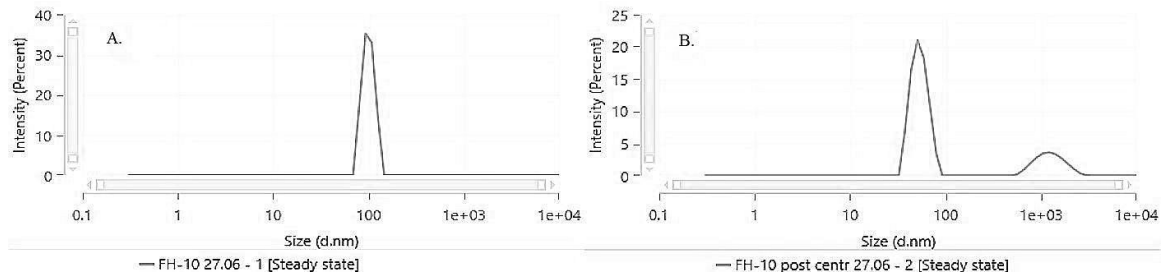 A.
Intensity (Percent)
40
30
20
10
0
0.1 1 10 100 1e+03 1e+04
Size (d.nm)
FH-10 27.06 - 1 [Steady state]
B.
Intensity (Percent)
25
20
15
10
5
0
0.1 1 10 100 1e+03 1e+04
Size (d.nm)
FH-10 post centr 27.06 - 2 [Steady state]